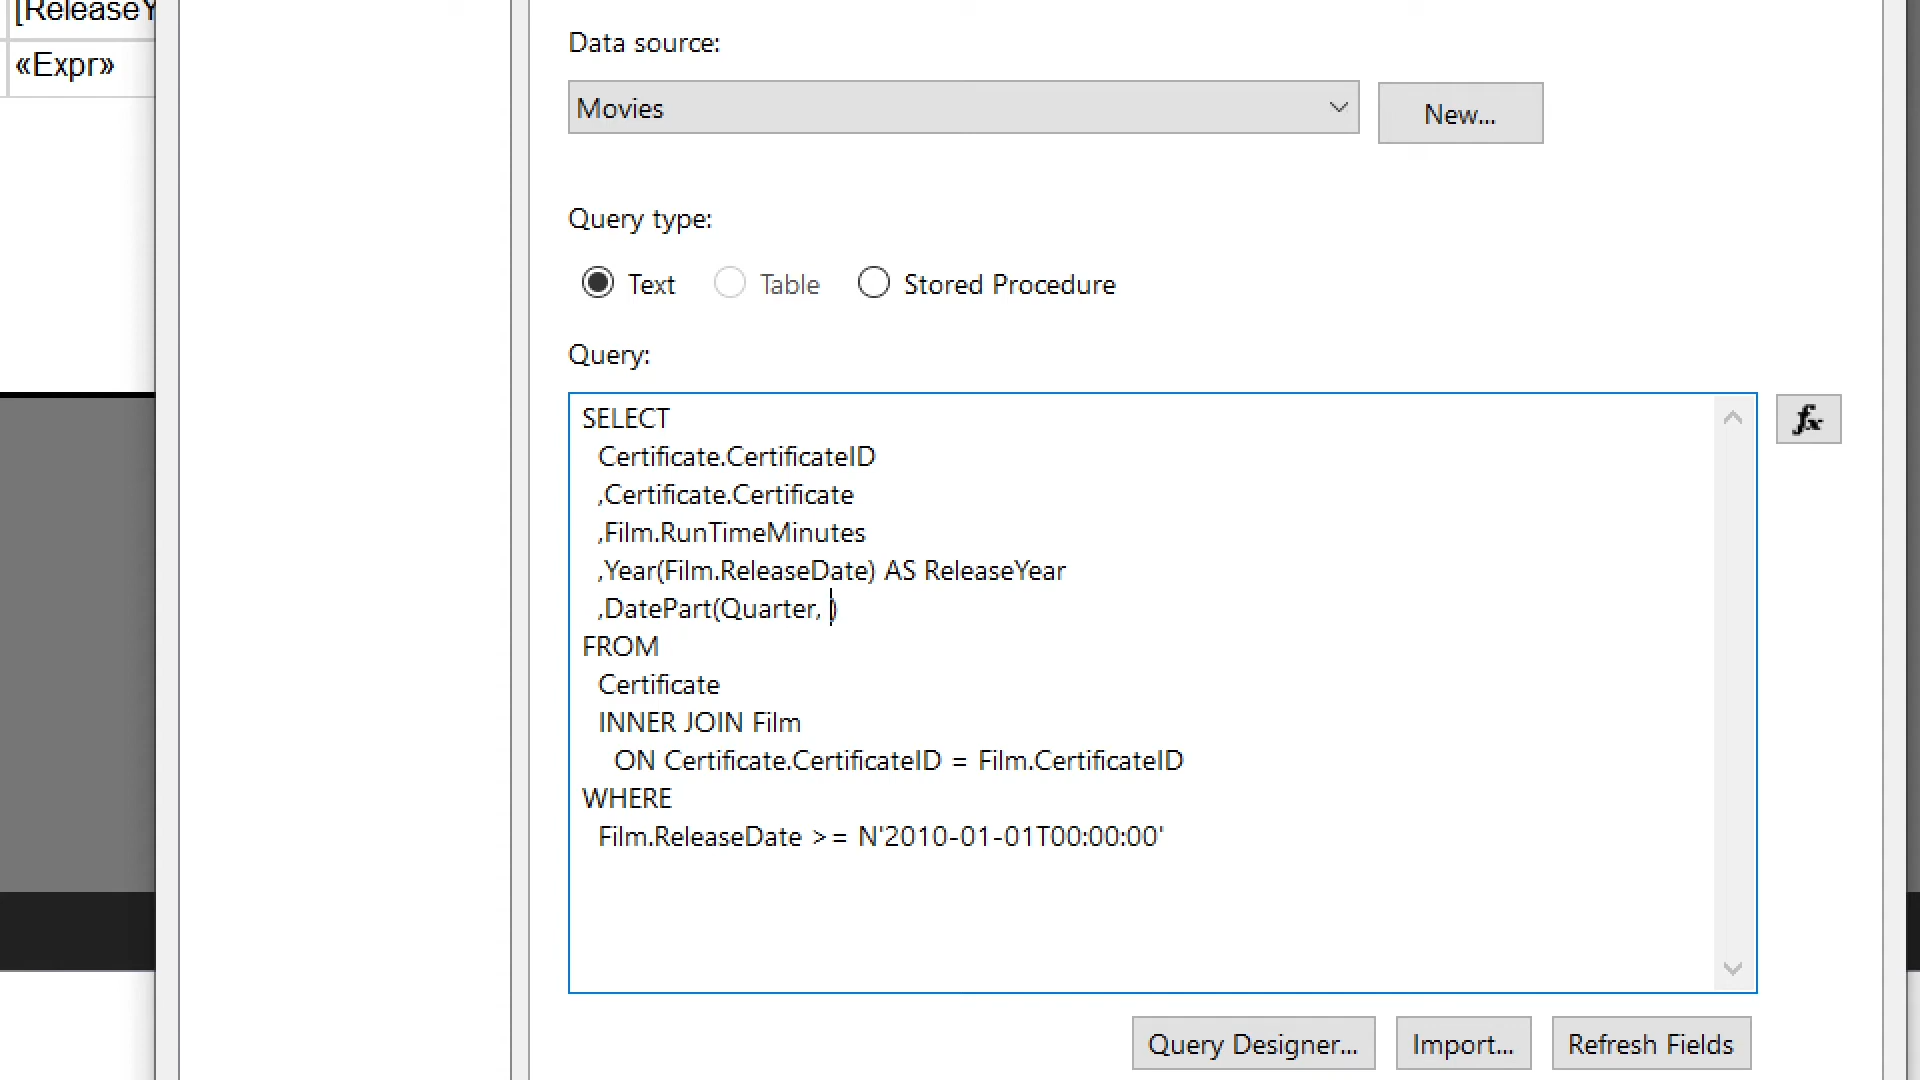 [ReleaseY
«Expr»
Data source:
Movies
New...
Query type:
Text
Table
Stored Procedure
Query:
SELECT
Certificate.CertificateID
,Certificate.Certificate
,Film.RunTimeMinutes
,Year(Film.ReleaseDate) AS ReleaseYear
,DatePart(Quarter, )
FROM
Certificate
INNER JOIN Film
ON Certificate.CertificateID = Film.CertificateID
WHERE
Film.ReleaseDate >= N'2010-01-01T00:00:00'
fx
Query Designer...
Import...
Refresh Fields